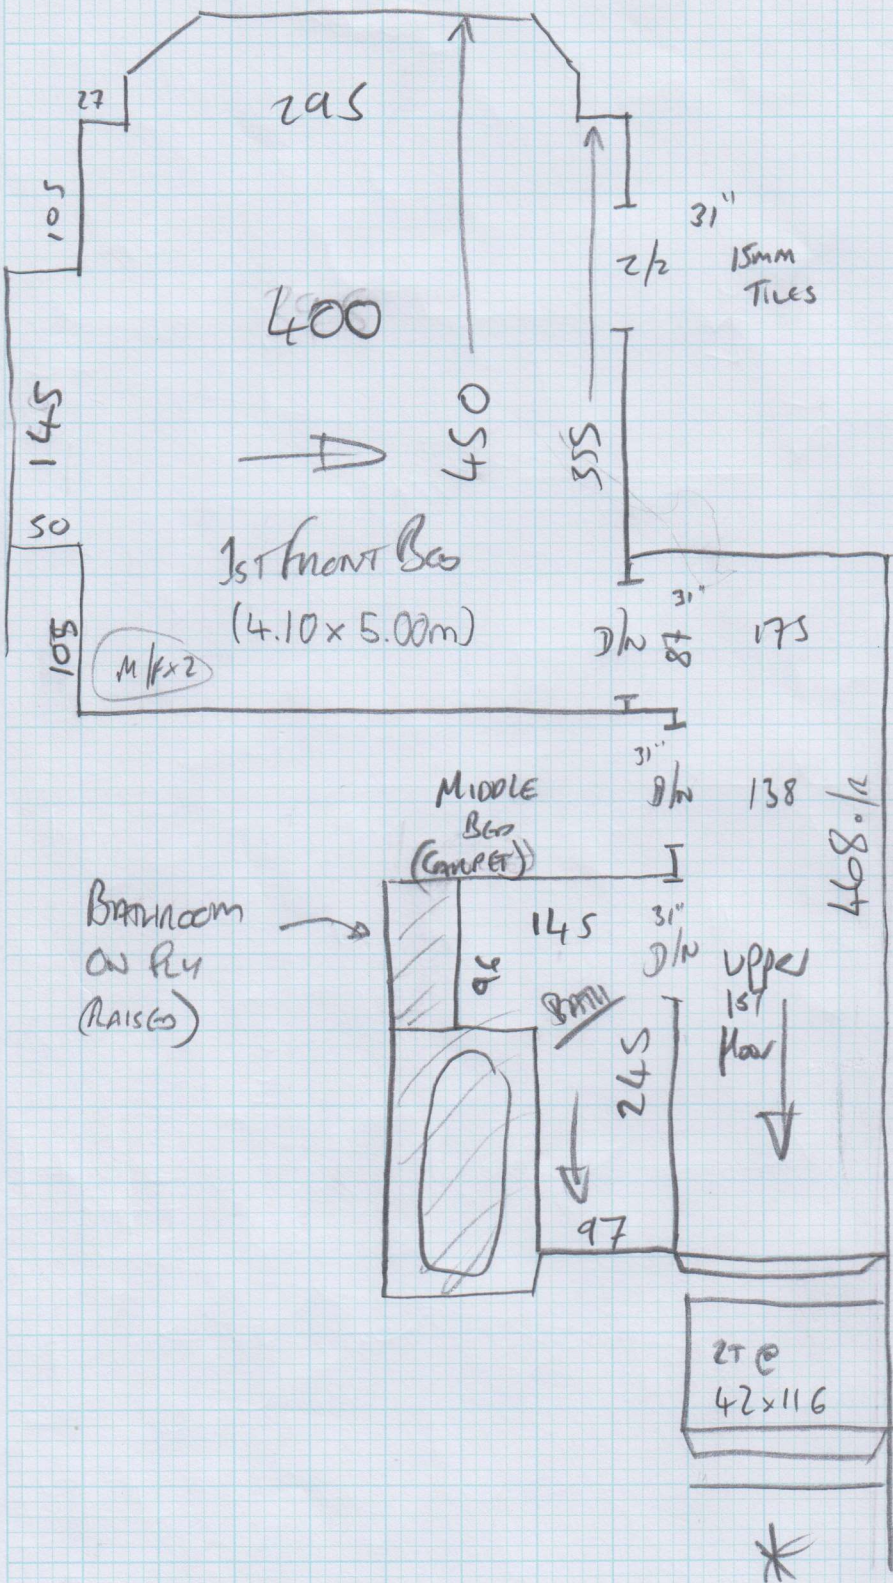 27
295
105
31"
2/2
15mm
TILES
400
145
450
355
50
1ST FRONT BED
(4.10 x 5.00m)
105
M/F x 2
D/N
87
31"
175
31"
D/N
138
468
MIDDLE
BED
(CARPET)
BATHROOM
ON PLY
(RAISED)
96
145
31"
D/N
BATH
245
upper
1ST
floor
97
2T @
42 x 116